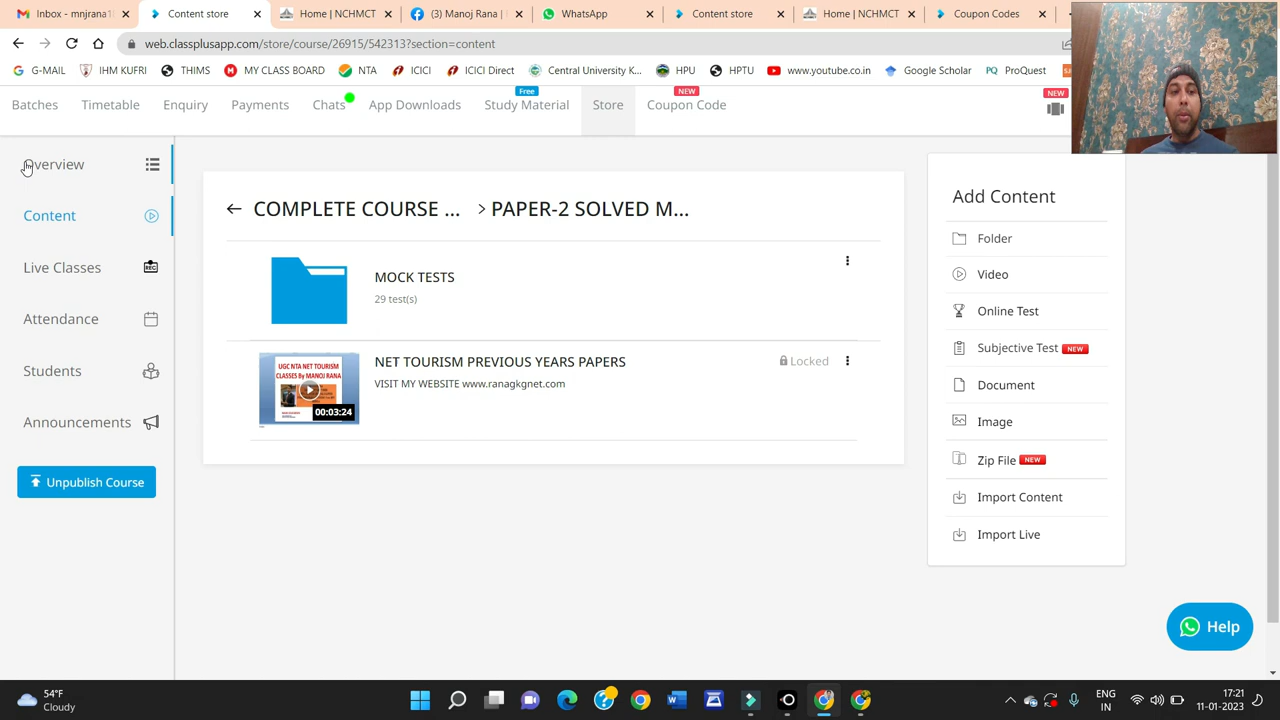 Inbox - mnjrana1@
Content store
Home | NCHMCT
(3) Manoj Rana | 
WhatsApp
Content store
Home | NCHMCT
Coupon Codes
web.classplusapp.com/store/course/26915/542313?section=content
G-MAIL
IHM KUFRI
THIMS
MY CLASS BOARD
NTA
ICICI
ICICI Direct
Central University k...
HPU
HPTU
www.youtube.co.in
Google Scholar
ProQuest
Batches
Timetable
Enquiry
Payments
Chats
App Downloads
Free
Study Material
Store
NEW
Coupon Code
NEW
Overview
Content
Live Classes
REC
Attendance
Students
Announcements
Unpublish Course
COMPLETE COURSE ... > PAPER-2 SOLVED M...
MOCK TESTS
29 test(s)
UGC NTA NET TOURISM
CLASSES By MANOJ RANA
00:03:24
NET TOURISM PREVIOUS YEARS PAPERS
VISIT MY WEBSITE www.ranagkgnet.com
Locked
Add Content
Folder
Video
Online Test
Subjective Test NEW
Document
Image
Zip File NEW
Import Content
Import Live
Help
54°F
Cloudy
ENG
IN
17:21
11-01-2023